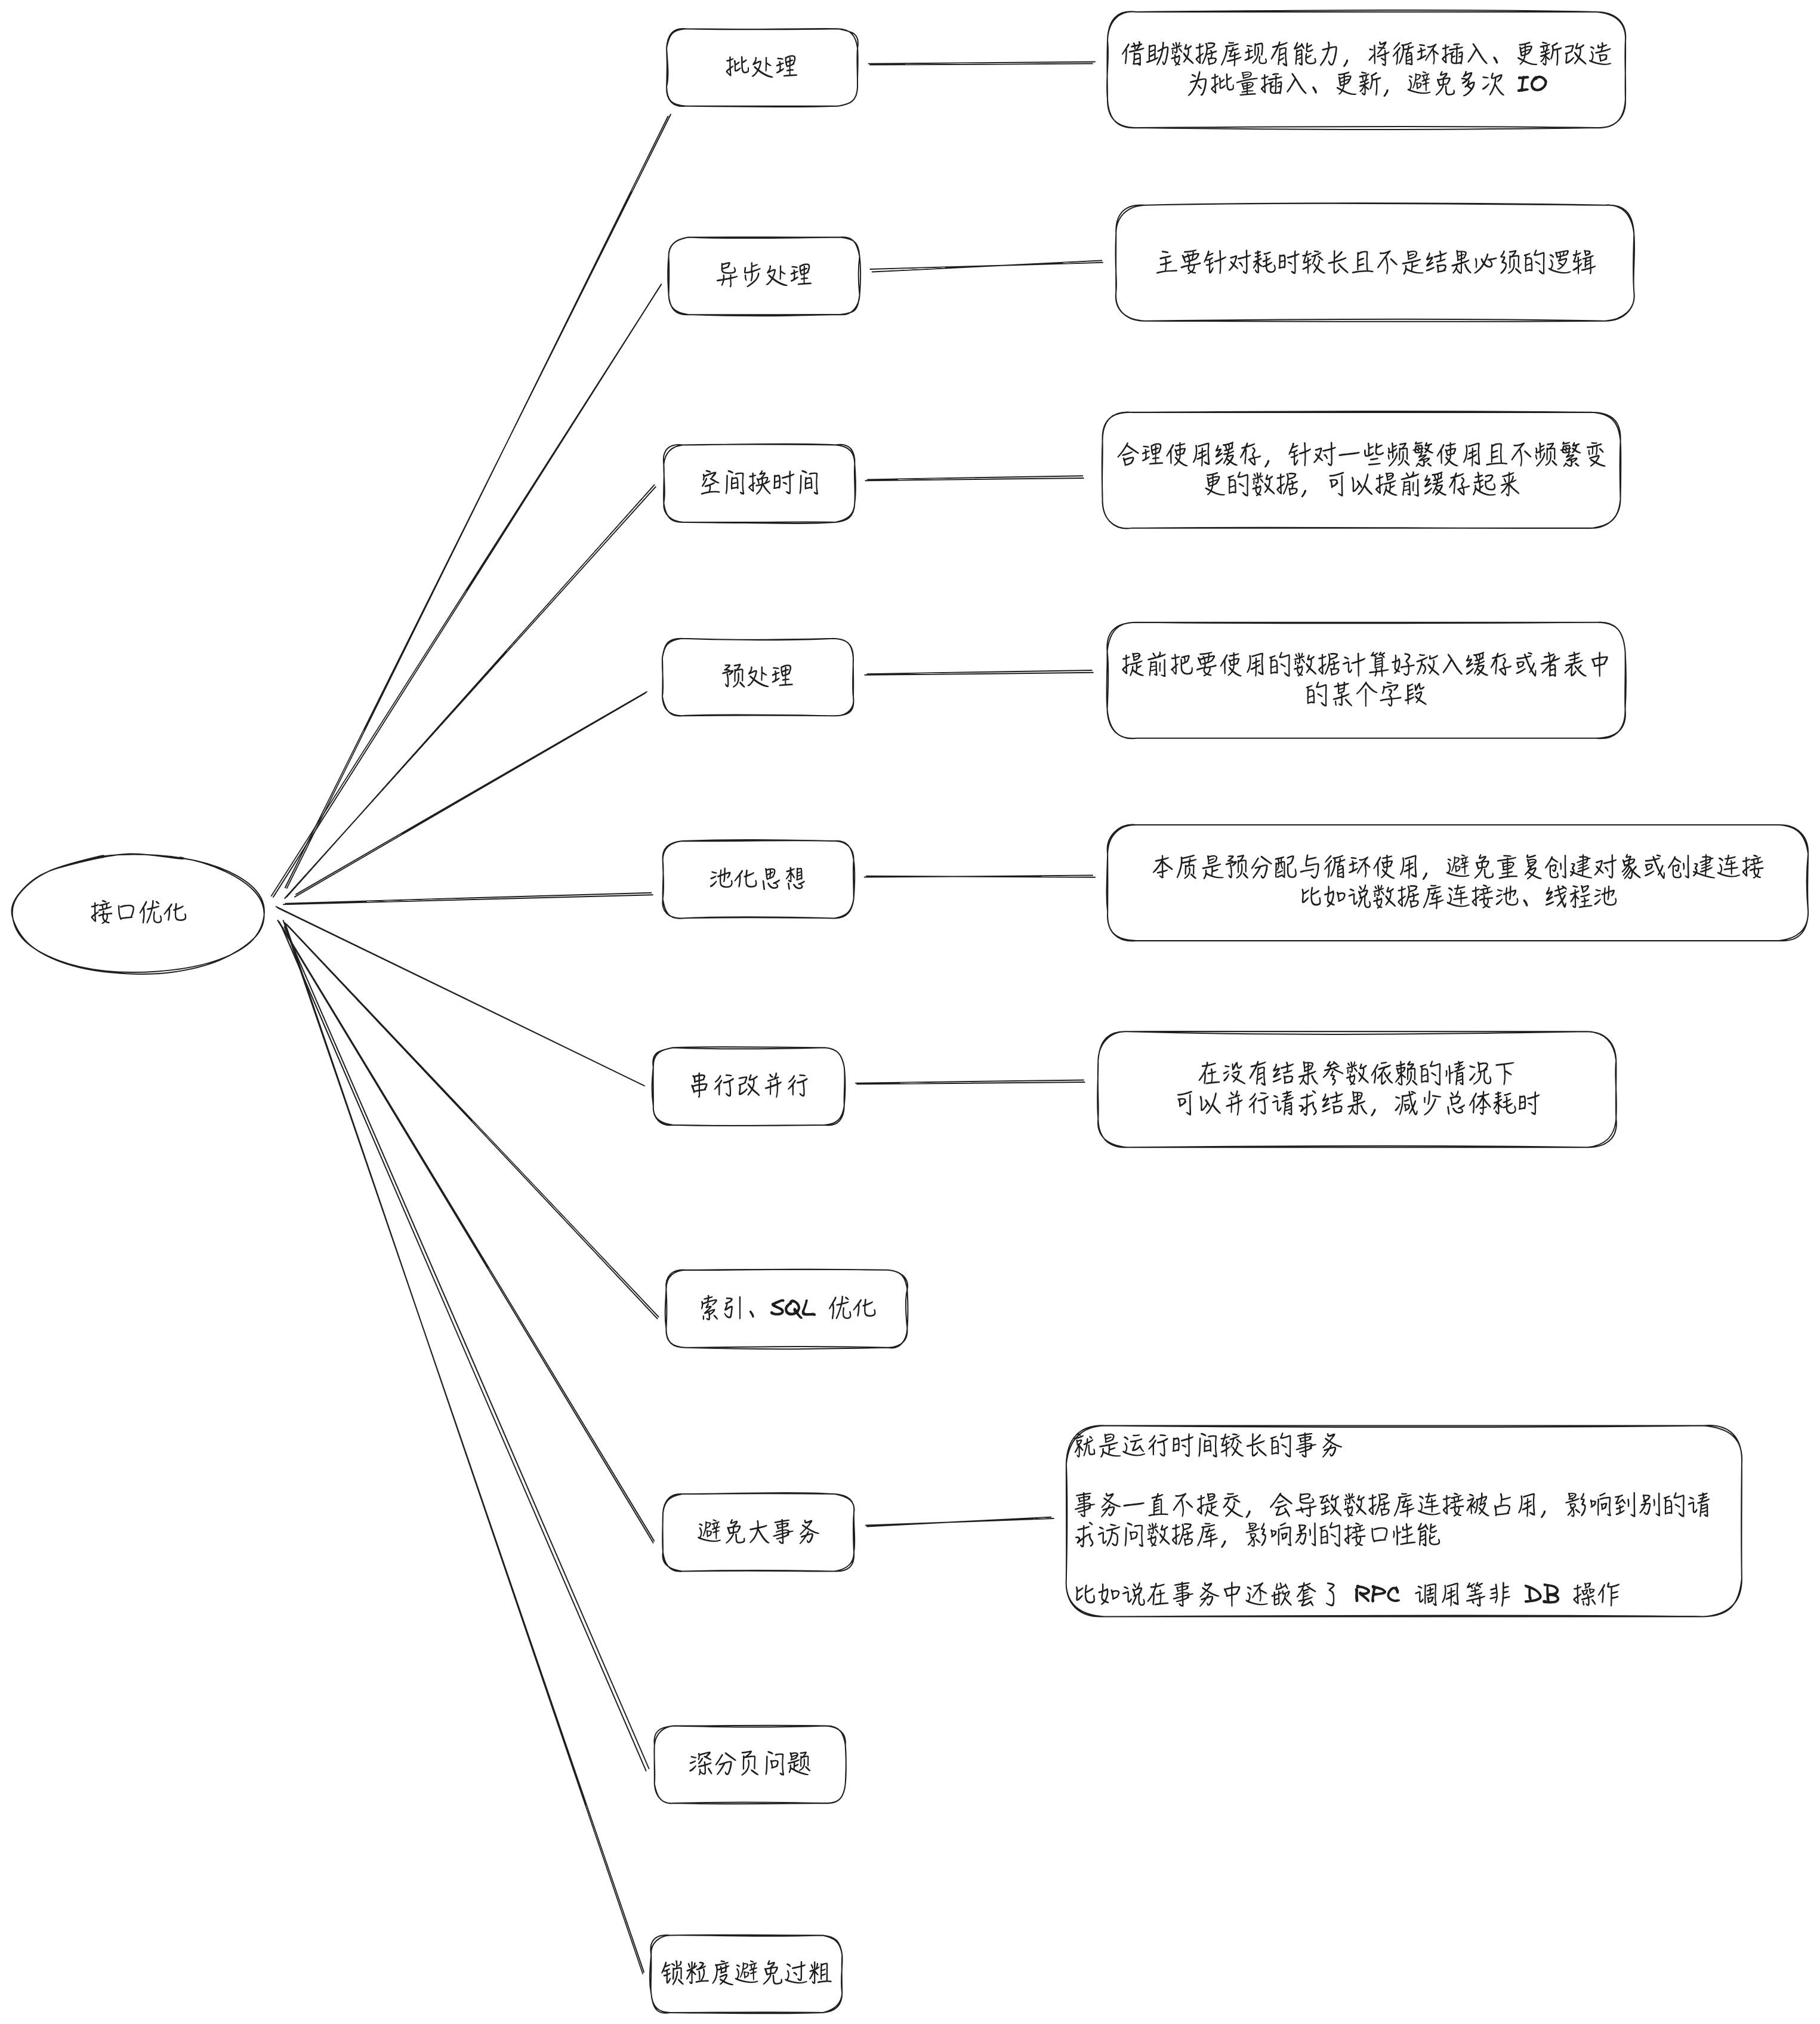 批处理
借助数据库现有能力，将循环插入、更新改造
为批量插入、更新，避免多次 IO
异步处理
主要针对耗时较长且不是结果必须的逻辑
空间换时间
合理使用缓存，针对一些频繁使用且不频繁变
更的数据，可以提前缓存起来
预处理
提前把要使用的数据计算好放入缓存或者表中
的某个字段
池化思想
本质是预分配与循环使用，避免重复创建对象或创建连接
比如说数据库连接池、线程池
接口优化
串行改并行
在没有结果参数依赖的情况下
可以并行请求结果，减少总体耗时
索引、SQL 优化
避免大事务
就是运行时间较长的事务
事务一直不提交，会导致数据库连接被占用，影响到别的请
求访问数据库，影响别的接口性能
比如说在事务中还嵌套了 RPC 调用等非 DB 操作
深分页问题
锁粒度避免过粗